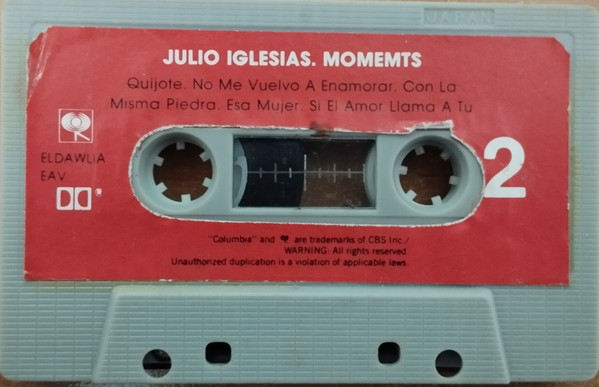 JAPAN
JULIO IGLESIAS. MOMEMTS
Quijote. No Me Vuelvo A Enamorar. Con La
Misma Piedra. Esa Mujer. Si El Amor Llama A Tu
ELDAWLIA
EAV
2
"Columbia" and are trademarks of CBS Inc./
WARNING: All rights reserved
Unauthorized duplication is a violation of applicable laws.